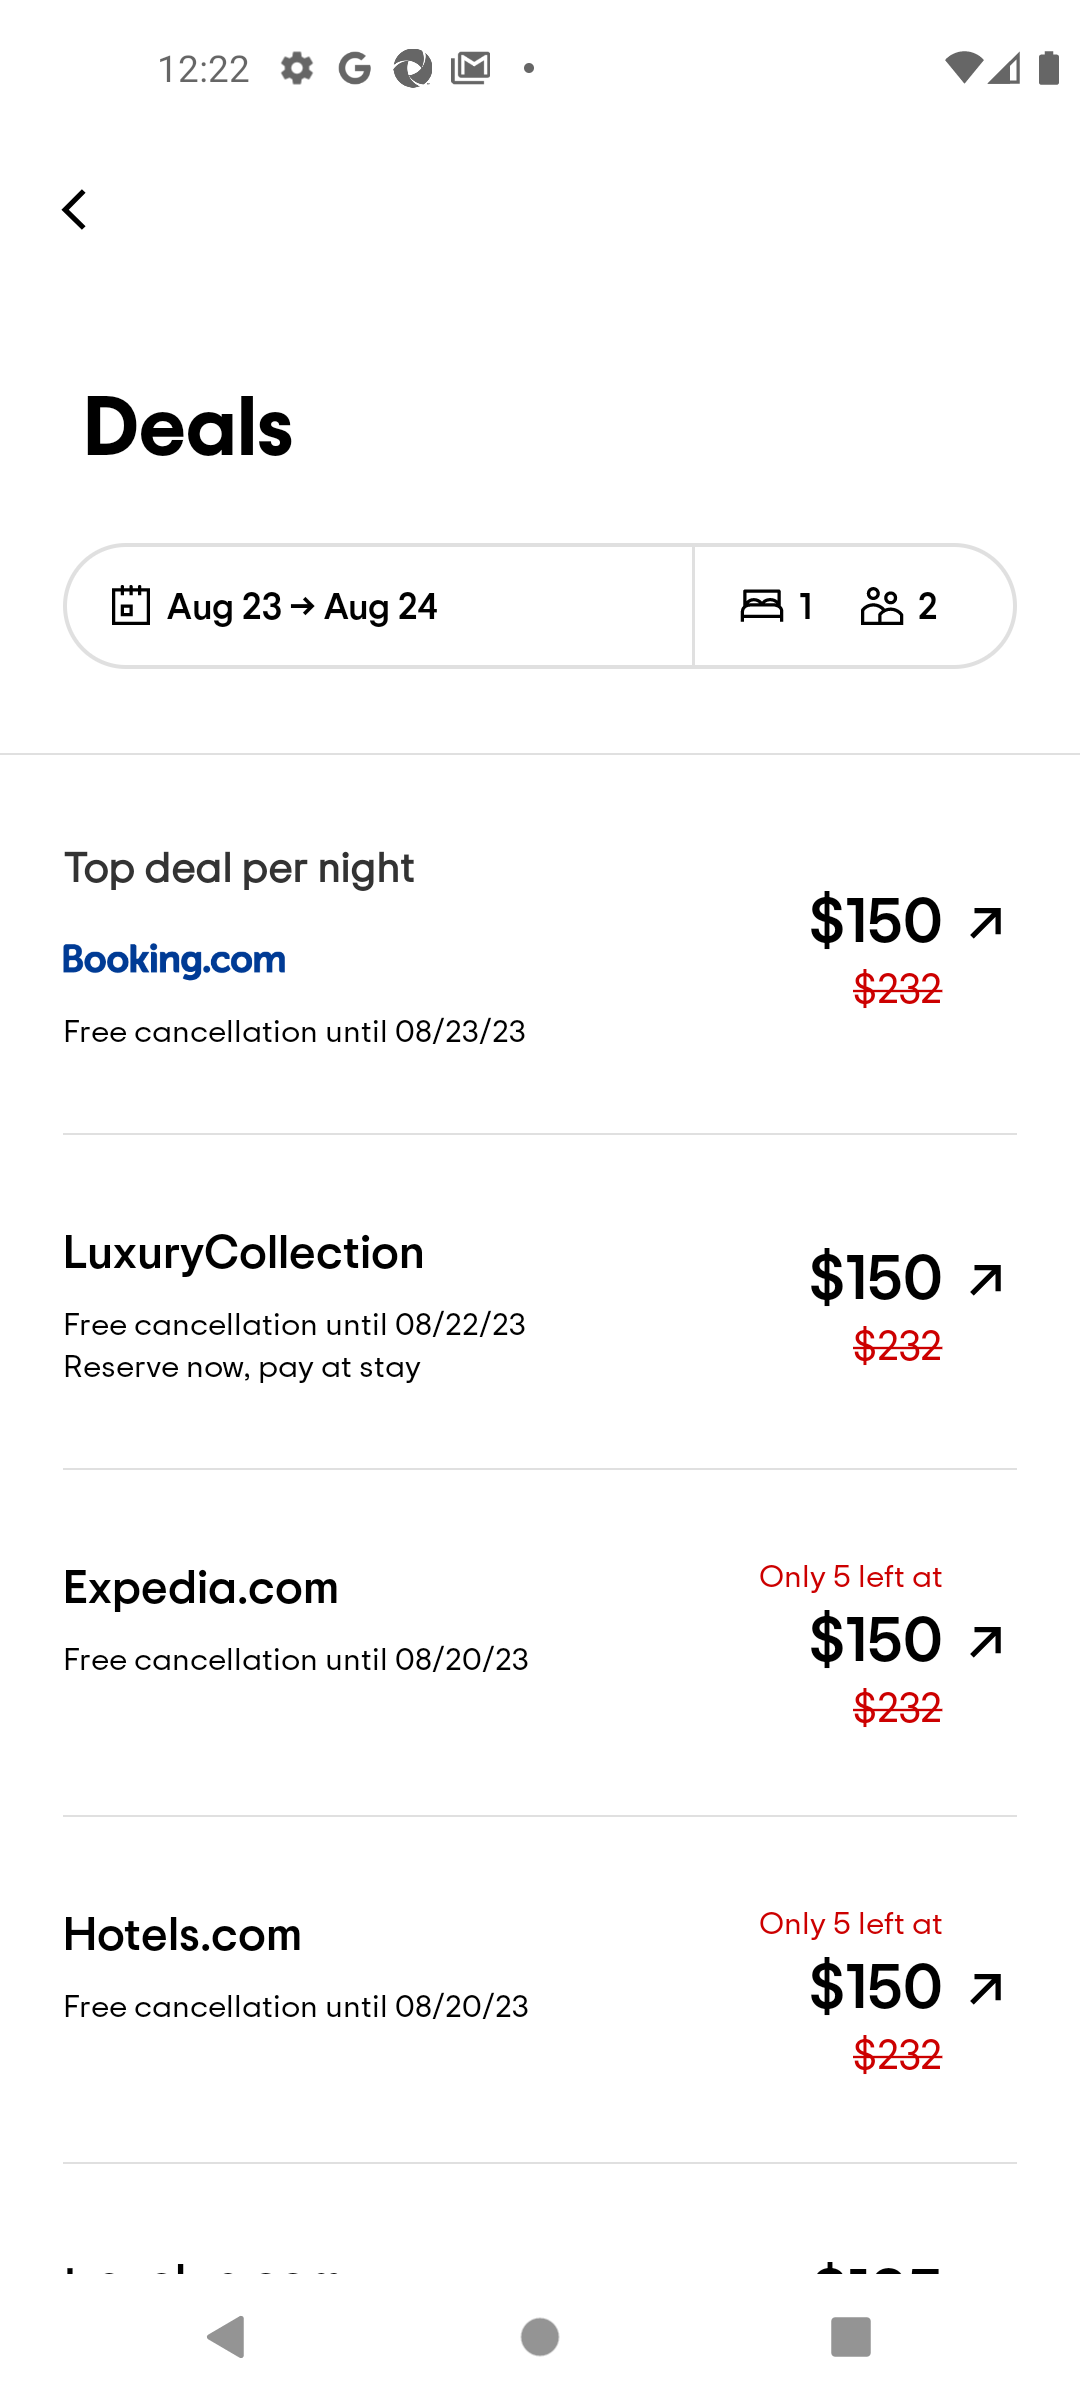 12:22
Deals
Aug 23 → Aug 24
1
2
Top deal per night
Booking.com
$150
$232
Free cancellation until 08/23/23
LuxuryCollection
$150
Free cancellation until 08/22/23
$232
Reserve now, pay at stay
Only 5 left at
Expedia.com
$150
Free cancellation until 08/20/23
$232
Only 5 left at
Hotels.com
$150
Free cancellation until 08/20/23
$232